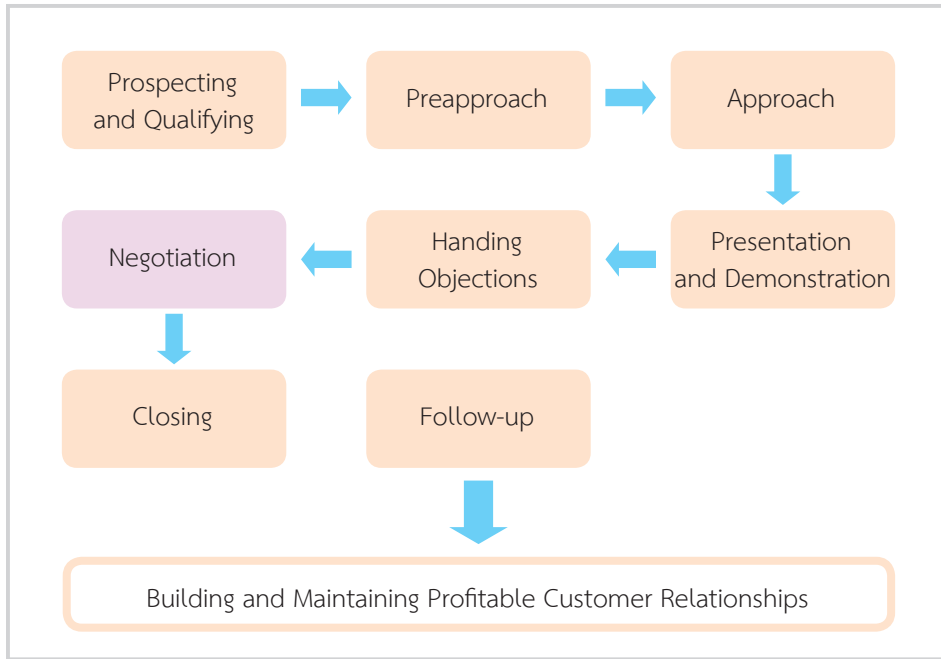 Prospecting
and Qualifying
Preapproach
Approach
Negotiation
Handing
Objections
Presentation
and Demonstration
Closing
Follow-up
Building and Maintaining Profitable Customer Relationships